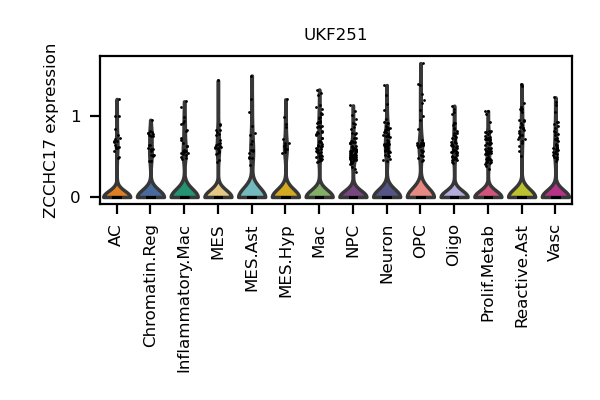 UKF251
ZCCHC17 expression
1
0
AC
Chromatin.Reg
Inflammatory.Mac
MES
MES.Ast
MES.Hyp
Mac
NPC
Neuron
OPC
Oligo
Prolif.Metab
Reactive.Ast
Vasc